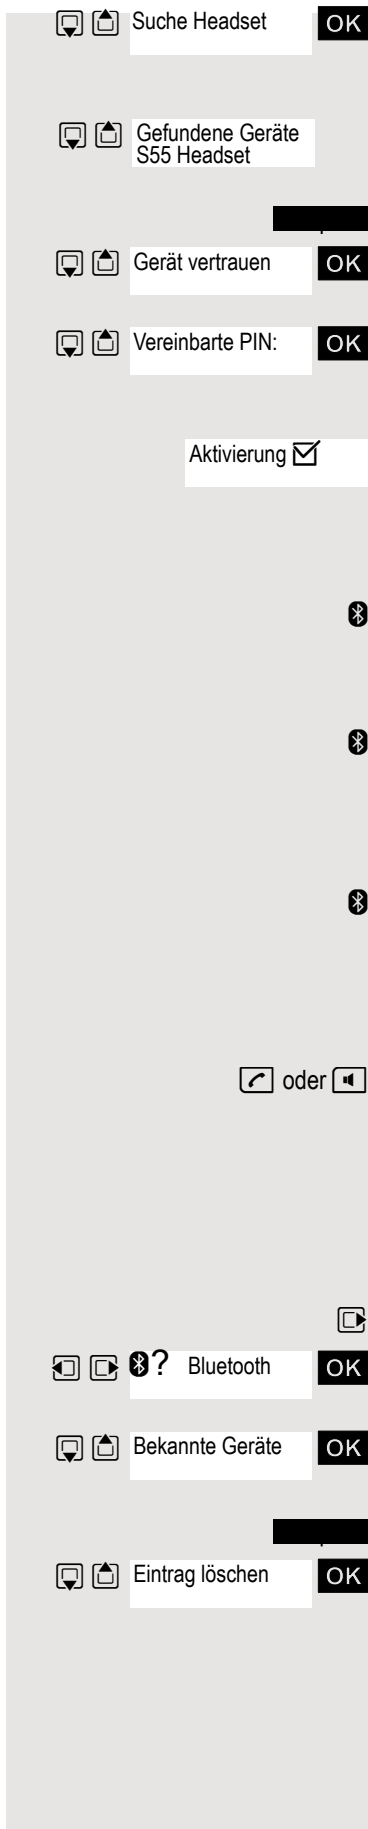 Suche Headset OK
Gefundene Geräte
S55 Headset
Gerät vertrauen OK
Vereinbarte PIN: OK
Aktivierung
oder
? Bluetooth OK
Bekannte Geräte OK
Eintrag löschen OK